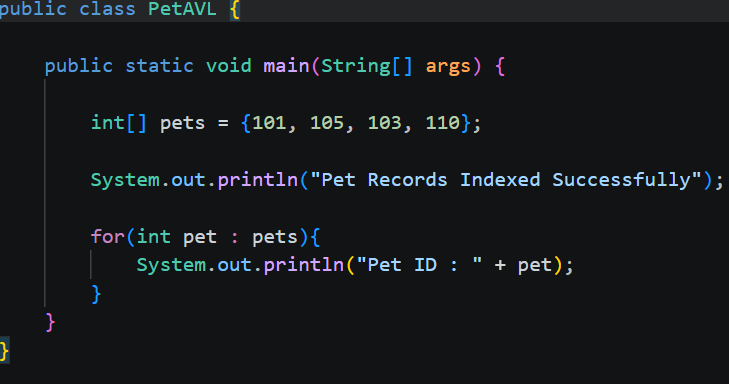 public class PetAVL {
public static void main(String[] args) {
int[] pets = {101, 105, 103, 110};
System.out.println("Pet Records Indexed Successfully");
for(int pet : pets){
System.out.println("Pet ID : " + pet);
}
}
}